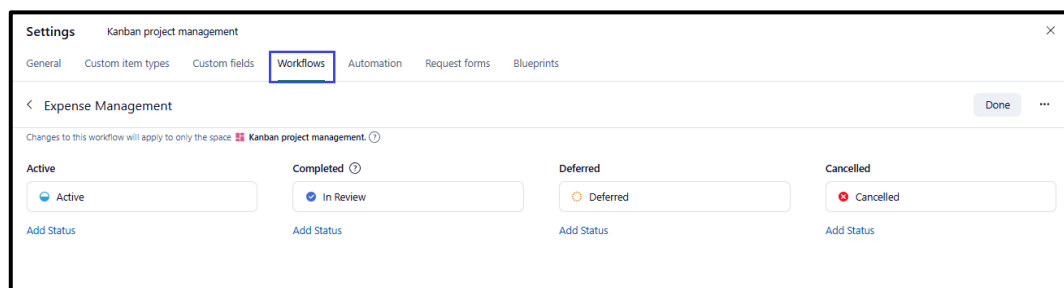 Settings Kanban project management
General Custom item types Custom fields Workflows Automation Request forms Blueprints
Expense Management Done
Changes to this workflow will apply to only the space Kanban project management. ?
Active Completed ? Deferred Cancelled
Active In Review Deferred Cancelled
Add Status Add Status Add Status Add Status